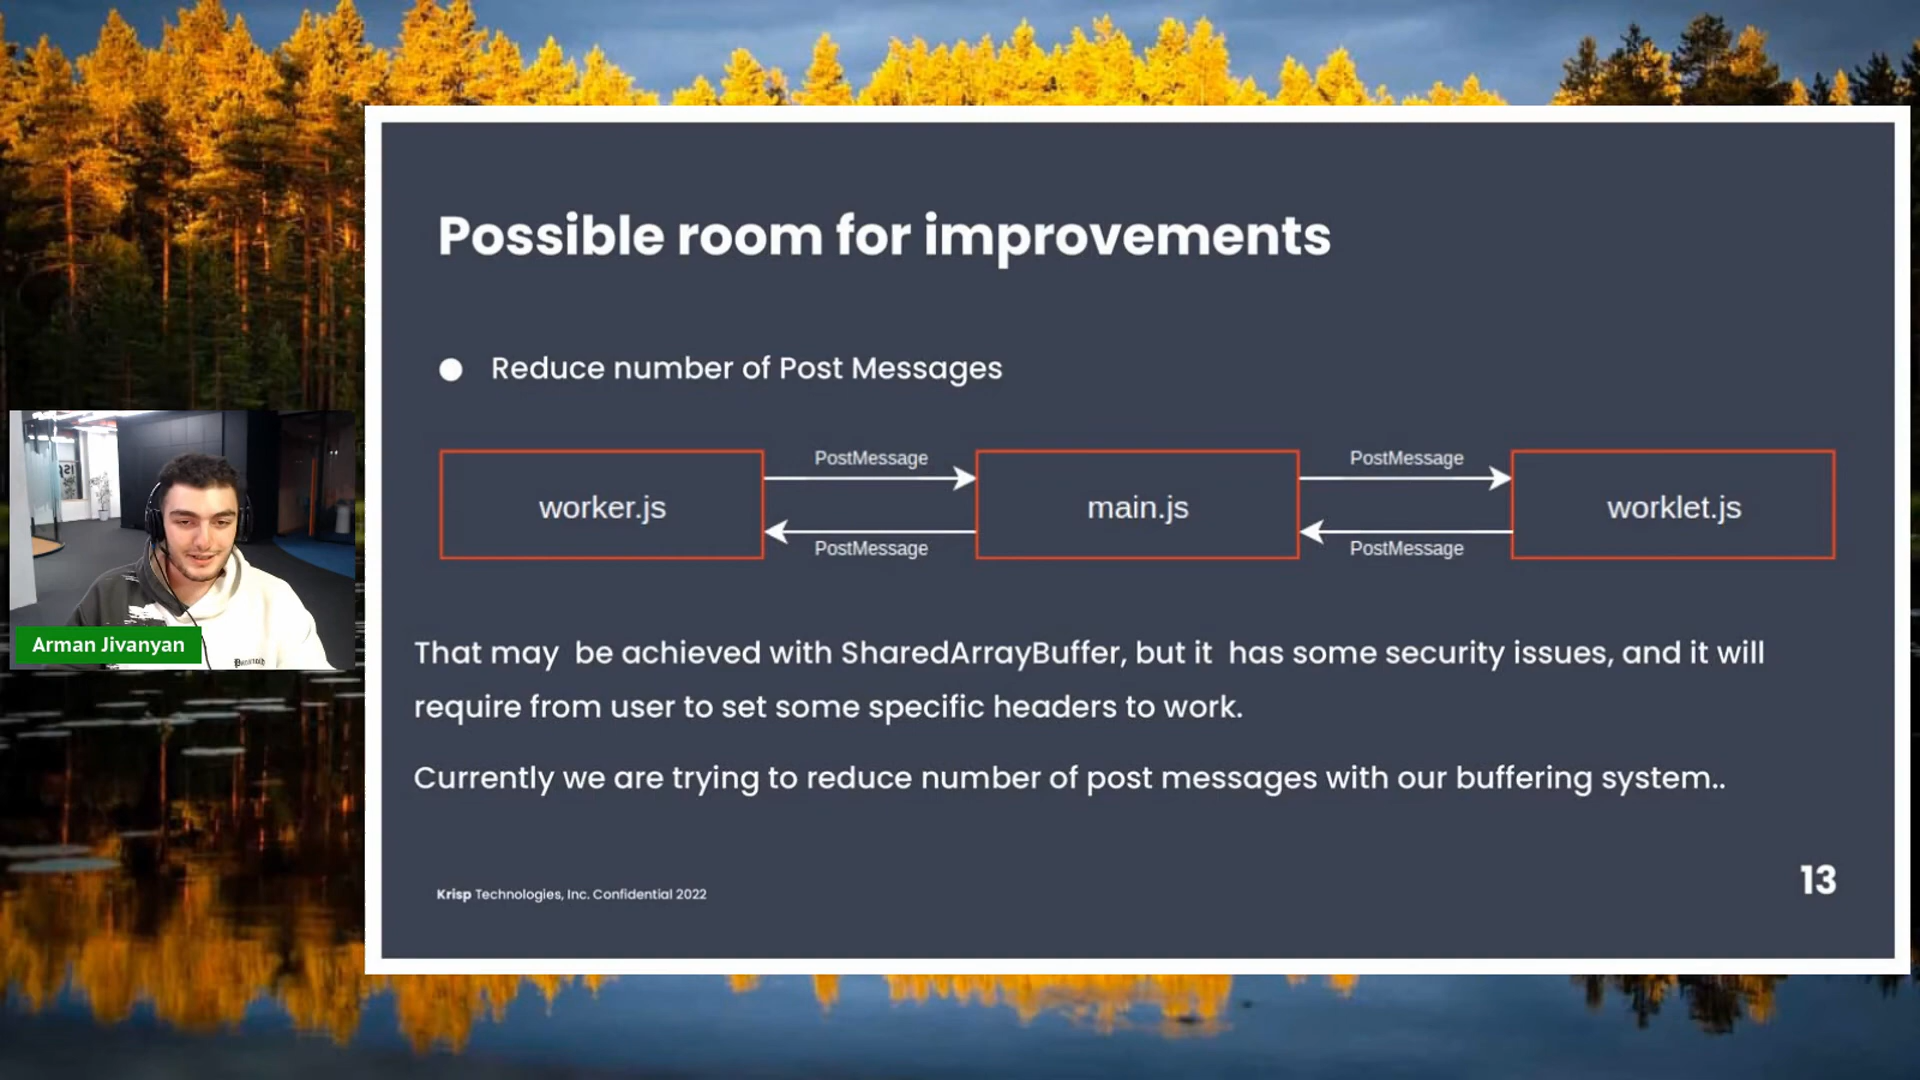 Possible room for improvements
Reduce number of Post Messages
PostMessage
PostMessage
worker.js
main.js
worklet.js
PostMessage
PostMessage
Arman Jivanyan
That may be achieved with SharedArrayBuffer, but it has some security issues, and it will
require from user to set some specific headers to work.
Currently we are trying to reduce number of post messages with our buffering system..
Krisp Technologies, Inc. Confidential 2022
13